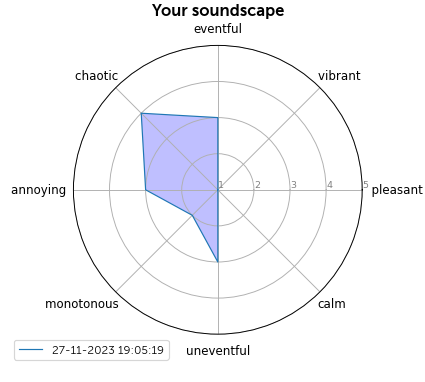 Your soundscape
eventful
chaotic
vibrant
annoying
1
2
3
4
5
pleasant
monotonous
calm
uneventful
27-11-2023 19:05:19